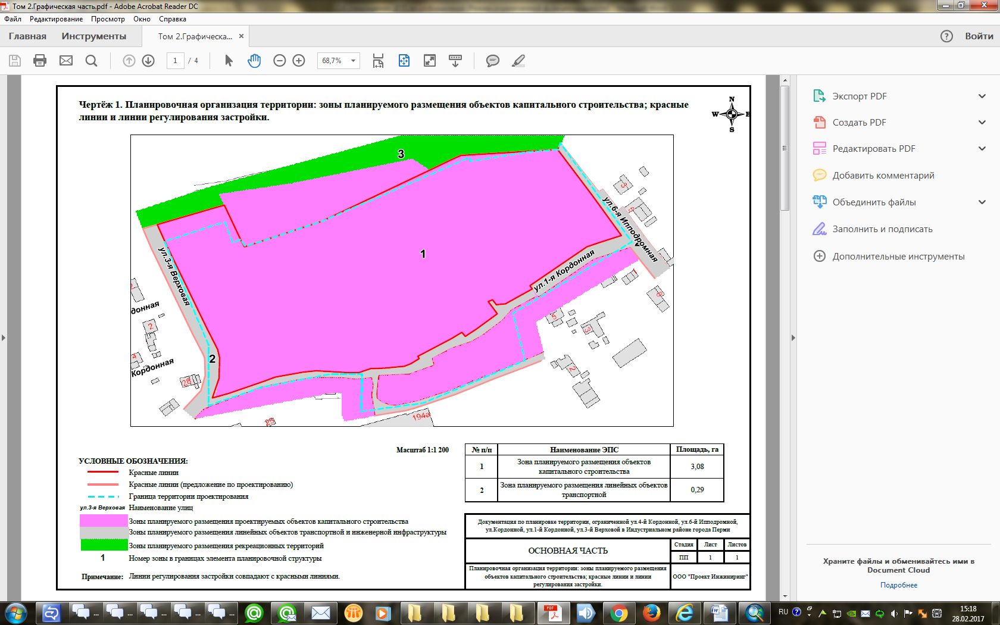 Том 2.Графическая часть.pdf - Adobe Acrobat Reader DC
Файл Редактирование Просмотр Окно Справка
Главная Инструменты Том 2.Графическа... × ? Войти
1 / 4 68,7%
Чертёж 1. Планировочная организация территории: зоны планируемого размещения объектов капитального строительства; красные
линии и линии регулирования застройки.
N
W E
S
3
3
5
ул.6-я Ипподромная
1
ул.3-я Верховая
ул.1-я Кордонная
1
8
донная
2
5
3
4
Кордонная
2
2
28
25
194а
Масштаб 1:1 200
№ п/п Наименование ЭПС Площадь, га
1 Зона планируемого размещения объектов капитального строительства 3,08
2 Зона планируемого размещения линейных объектов транспортной 0,29
УСЛОВНЫЕ ОБОЗНАЧЕНИЯ:
Красные линии
Красные линии (предложение по проектированию)
Граница территории проектирования
ул.3-я Верховая Наименование улиц
Зоны планируемого размещения проектируемых объектов капитального строительства
Зоны планируемого размещения линейных объектов транспортной и инженерной инфраструктуры
Зоны планируемого размещения рекреационных территорий
1 Номер зоны в границах элемента планировочной структуры
Примечание: Линии регулирования застройки совпадают с красными линиями.
Документация по планировке территории, ограниченной ул.4-й Кордонной, ул.6-й Ипподромной,
ул.Кордонной, ул.1-й Кордонной, ул.3-й Верховой в Индустриальном районе города Перми
ОСНОВНАЯ ЧАСТЬ
Стадия Лист Листов
ПП 1 1
Планировочная организация территории: зоны планируемого размещения
объектов капитального строительства; красные линии и линии
регулирования застройки.
ООО "Проект Инжиниринг"
Экспорт PDF
Создать PDF
Редактировать PDF
Добавить комментарий
Объединить файлы
Заполнить и подписать
Дополнительные инструменты
Храните файлы и обменивайтесь ими в
Document Cloud
Подробнее
... ... ... ... ...
PDF
RU
15:18
28.02.2017